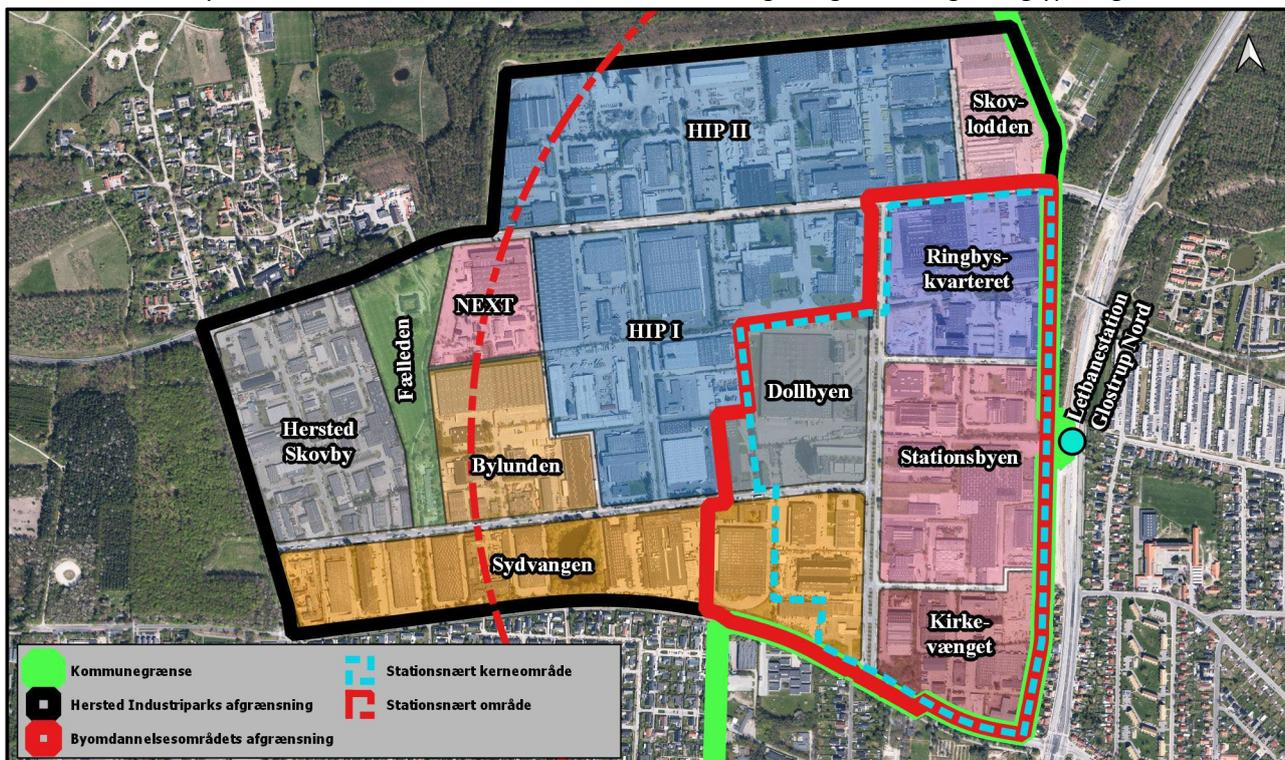 HIP II
Skov-
lodden
Ringbys-
kvarteret
NEXT
HIP I
Fælleden
Dollbyen
Letbanestation
Glostrup Nord
Hersted
Skovby
Bylunden
Stationsbyen
Sydvangen
Kirke-
vænget
Kommunegrænse
Hersted Industriparks afgrænsning
Byomdannelsesområdets afgrænsning
Stationsnært kerneområde
Stationsnært område